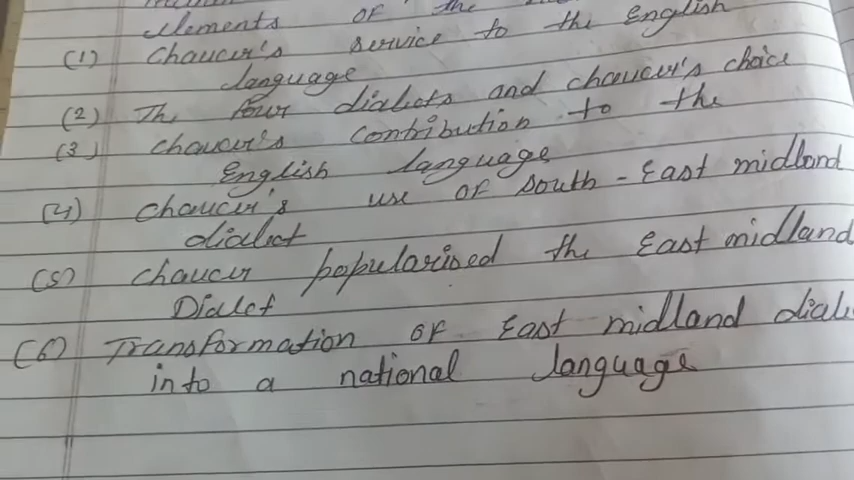 elements of the
(1) Chaucer's service to the English
language
(2) The four dialects and chaucer's choice
(3) chaucer's contribution to the
English language
(4) chaucer's use of south-East midland
dialect
(5) chaucer popularised the East midland
Dialet
(6) Transformation of East midland
into a national language